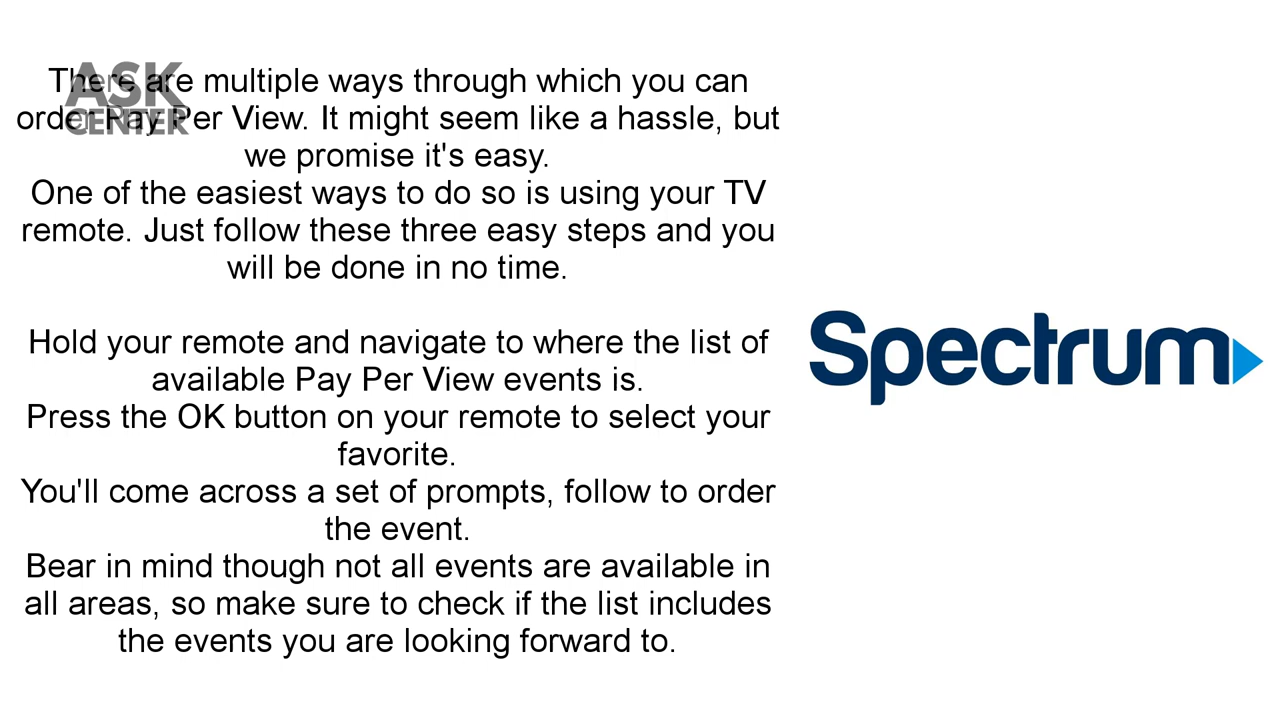 ASK
CENTER
There are multiple ways through which you can
order Pay Per View. It might seem like a hassle, but
we promise it's easy.
One of the easiest ways to do so is using your TV
remote. Just follow these three easy steps and you
will be done in no time.
Hold your remote and navigate to where the list of
available Pay Per View events is.
Press the OK button on your remote to select your
favorite.
You'll come across a set of prompts, follow to order
the event.
Bear in mind though not all events are available in
all areas, so make sure to check if the list includes
the events you are looking forward to.
Spectrum